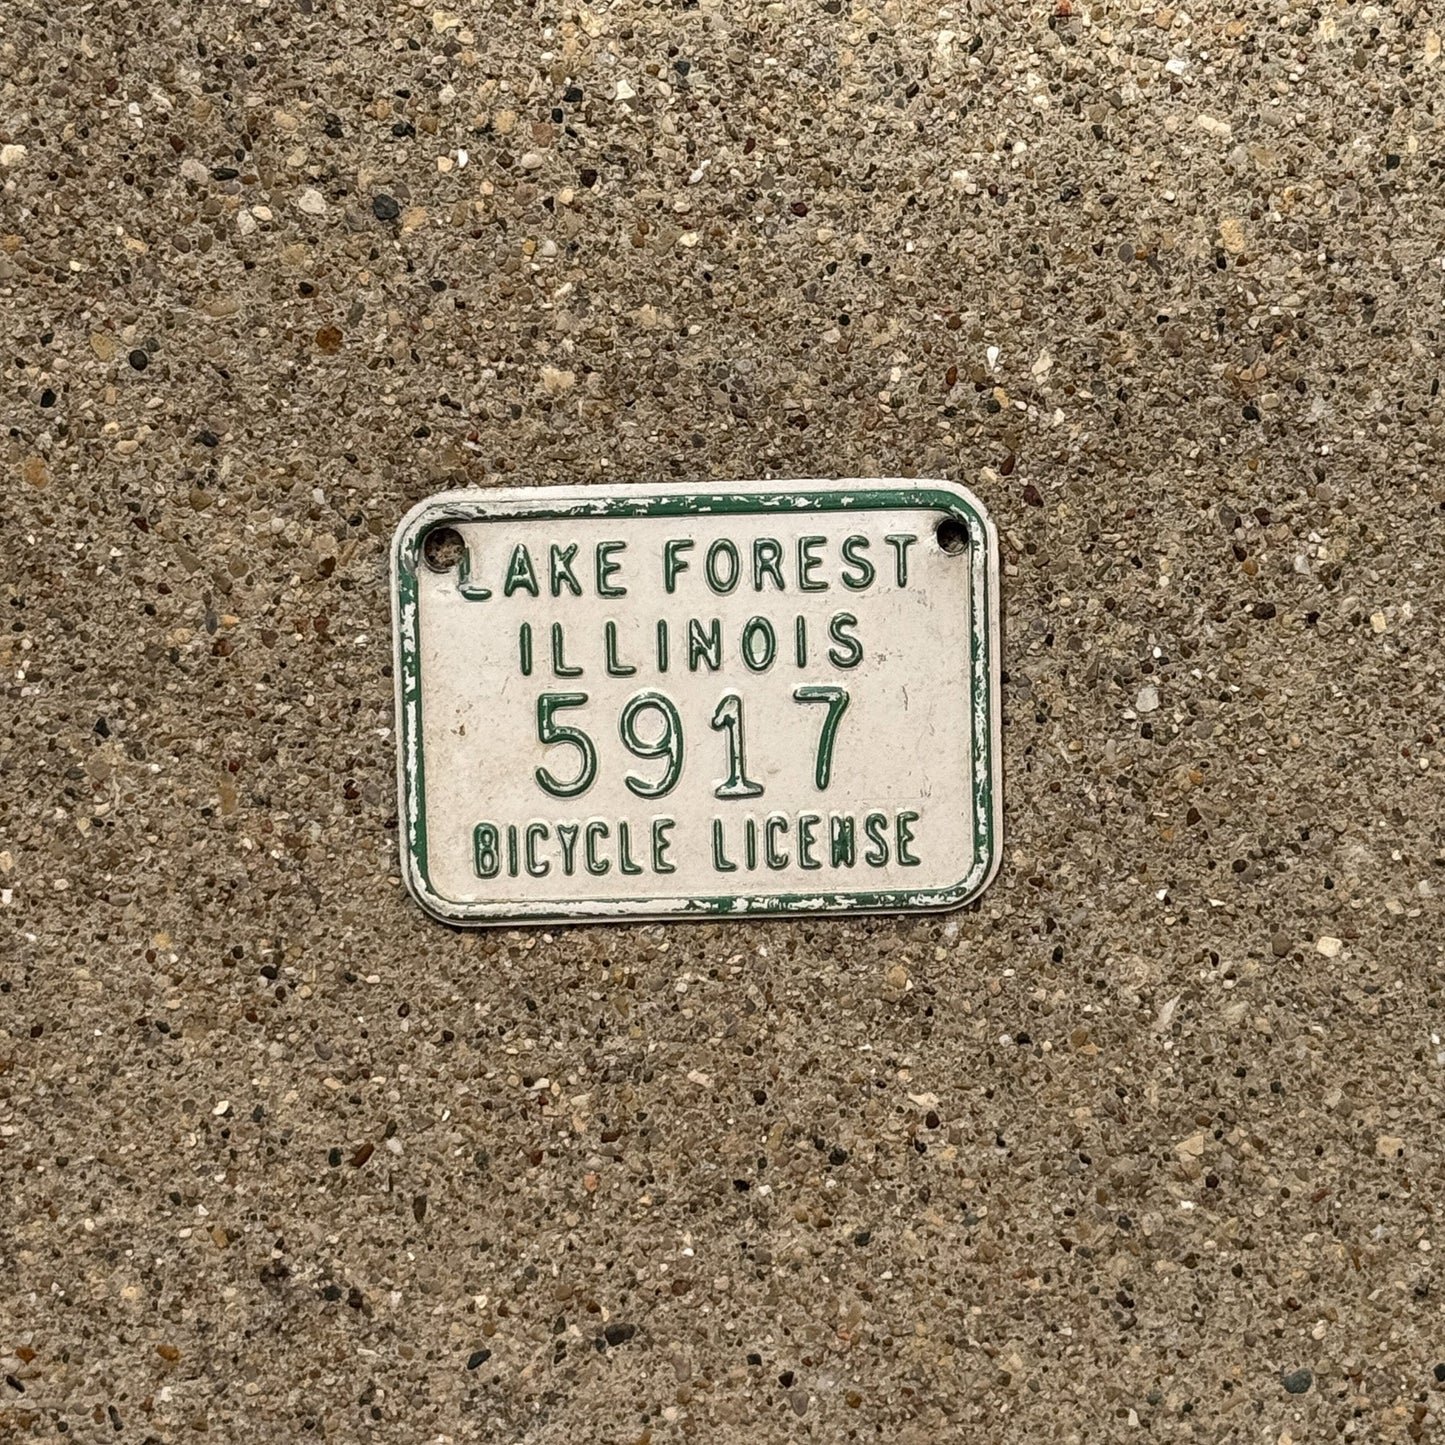 LAKE FOREST
ILLINOIS
5917
BICYCLE LICENSE